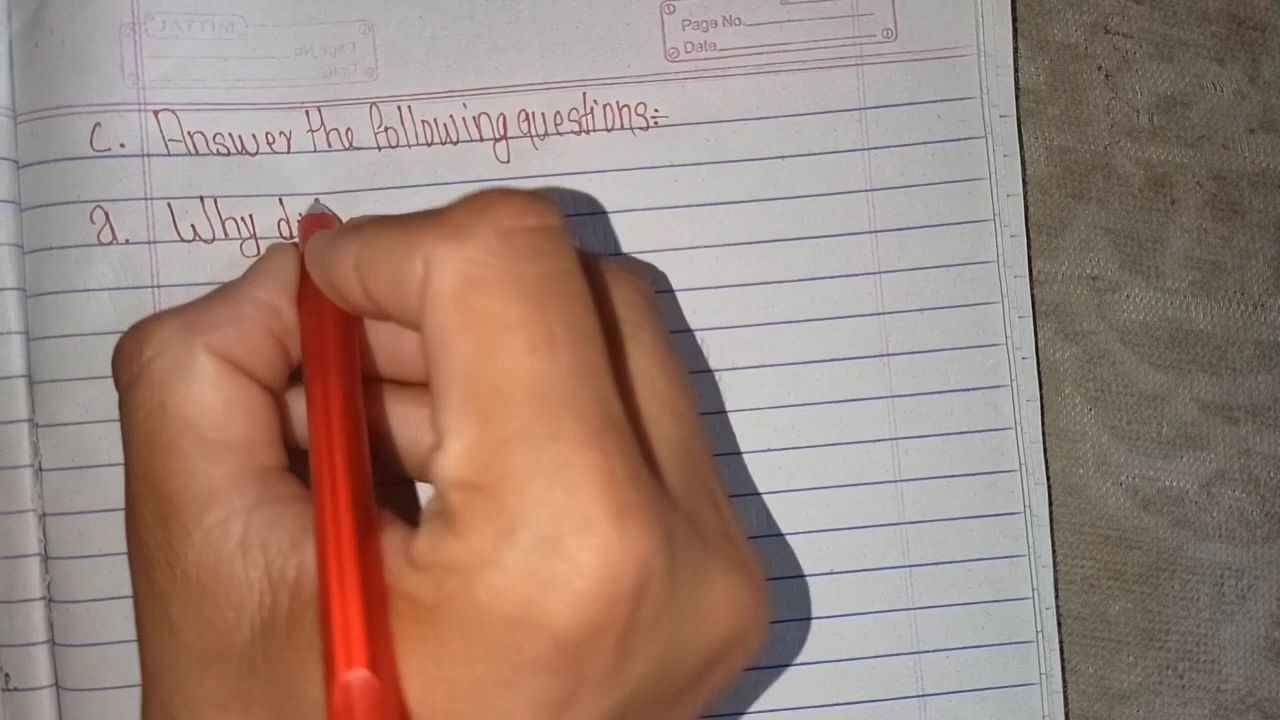 Page No.
Date
C. Answer the following questions:-
a. Why